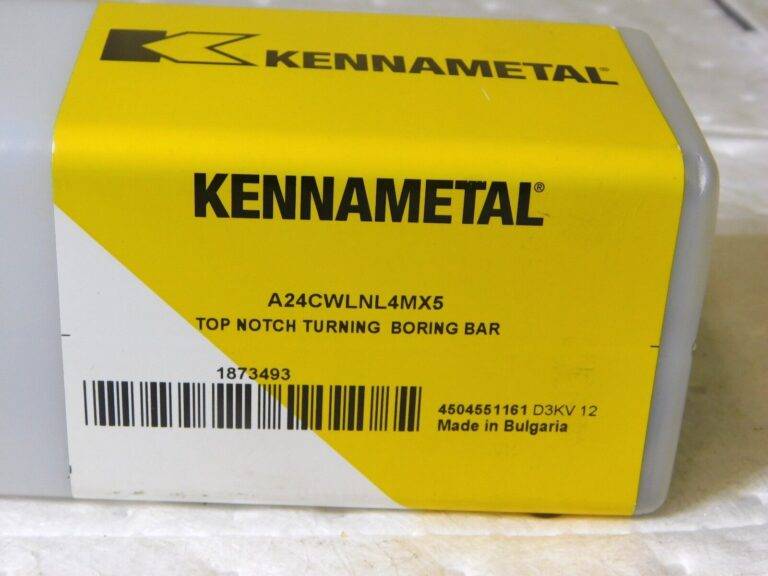 KENNAMETAL
KENNAMETAL®
A24CWLNL4MX5
TOP NOTCH TURNING BORING BAR
1873493
4504551161 D3KV 12
Made in Bulgaria